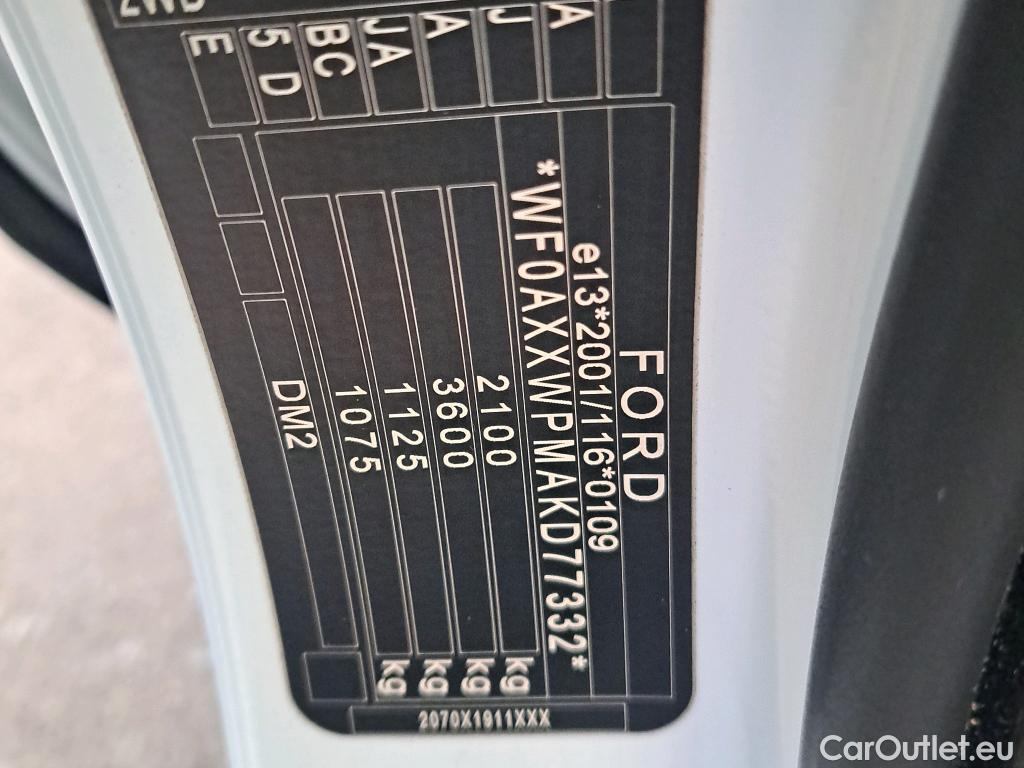 FORD
e13*2001/116*0109
*WF0AXXWPMAKD77332*
2100 kg
3600 kg
1125 kg
1075 kg
DM2
A
J
A
JA
BC
5 D
E
2WD
2070X1911XXX
CarOutlet.eu